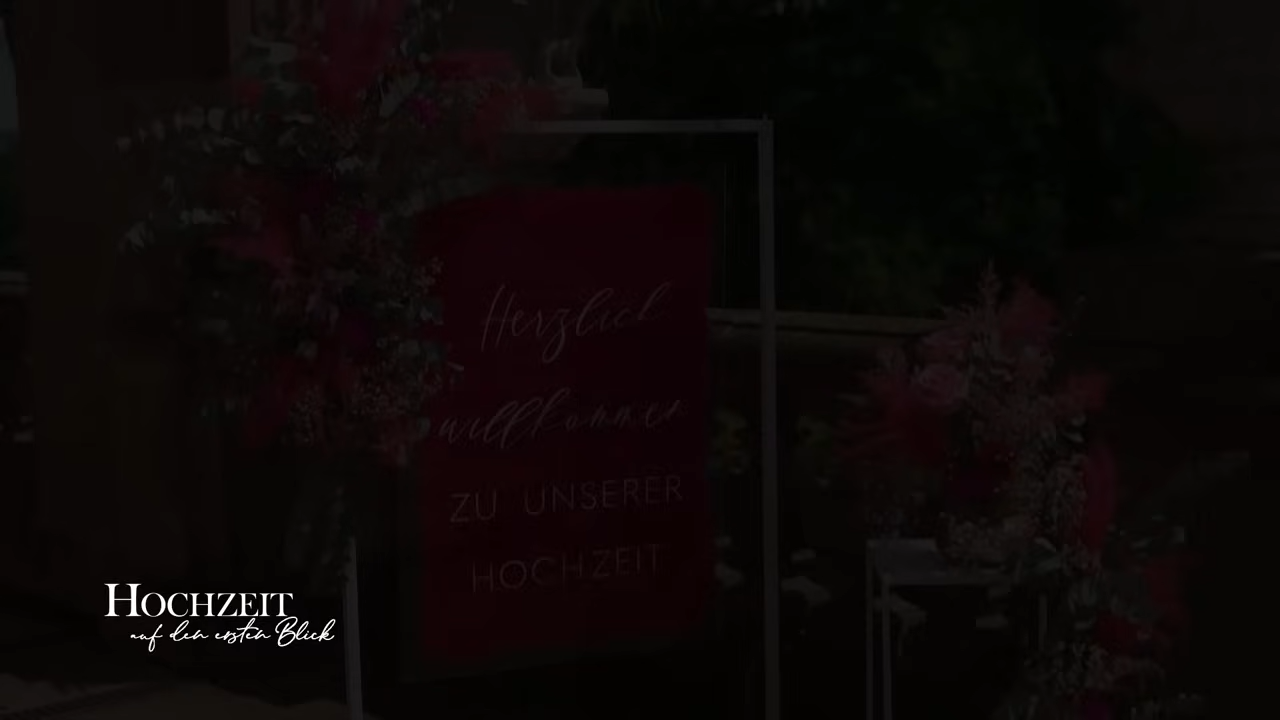 Herzlich
willkommen
ZU UNSERER
HOCHZEIT
HOCHZEIT
auf den ersten Blick